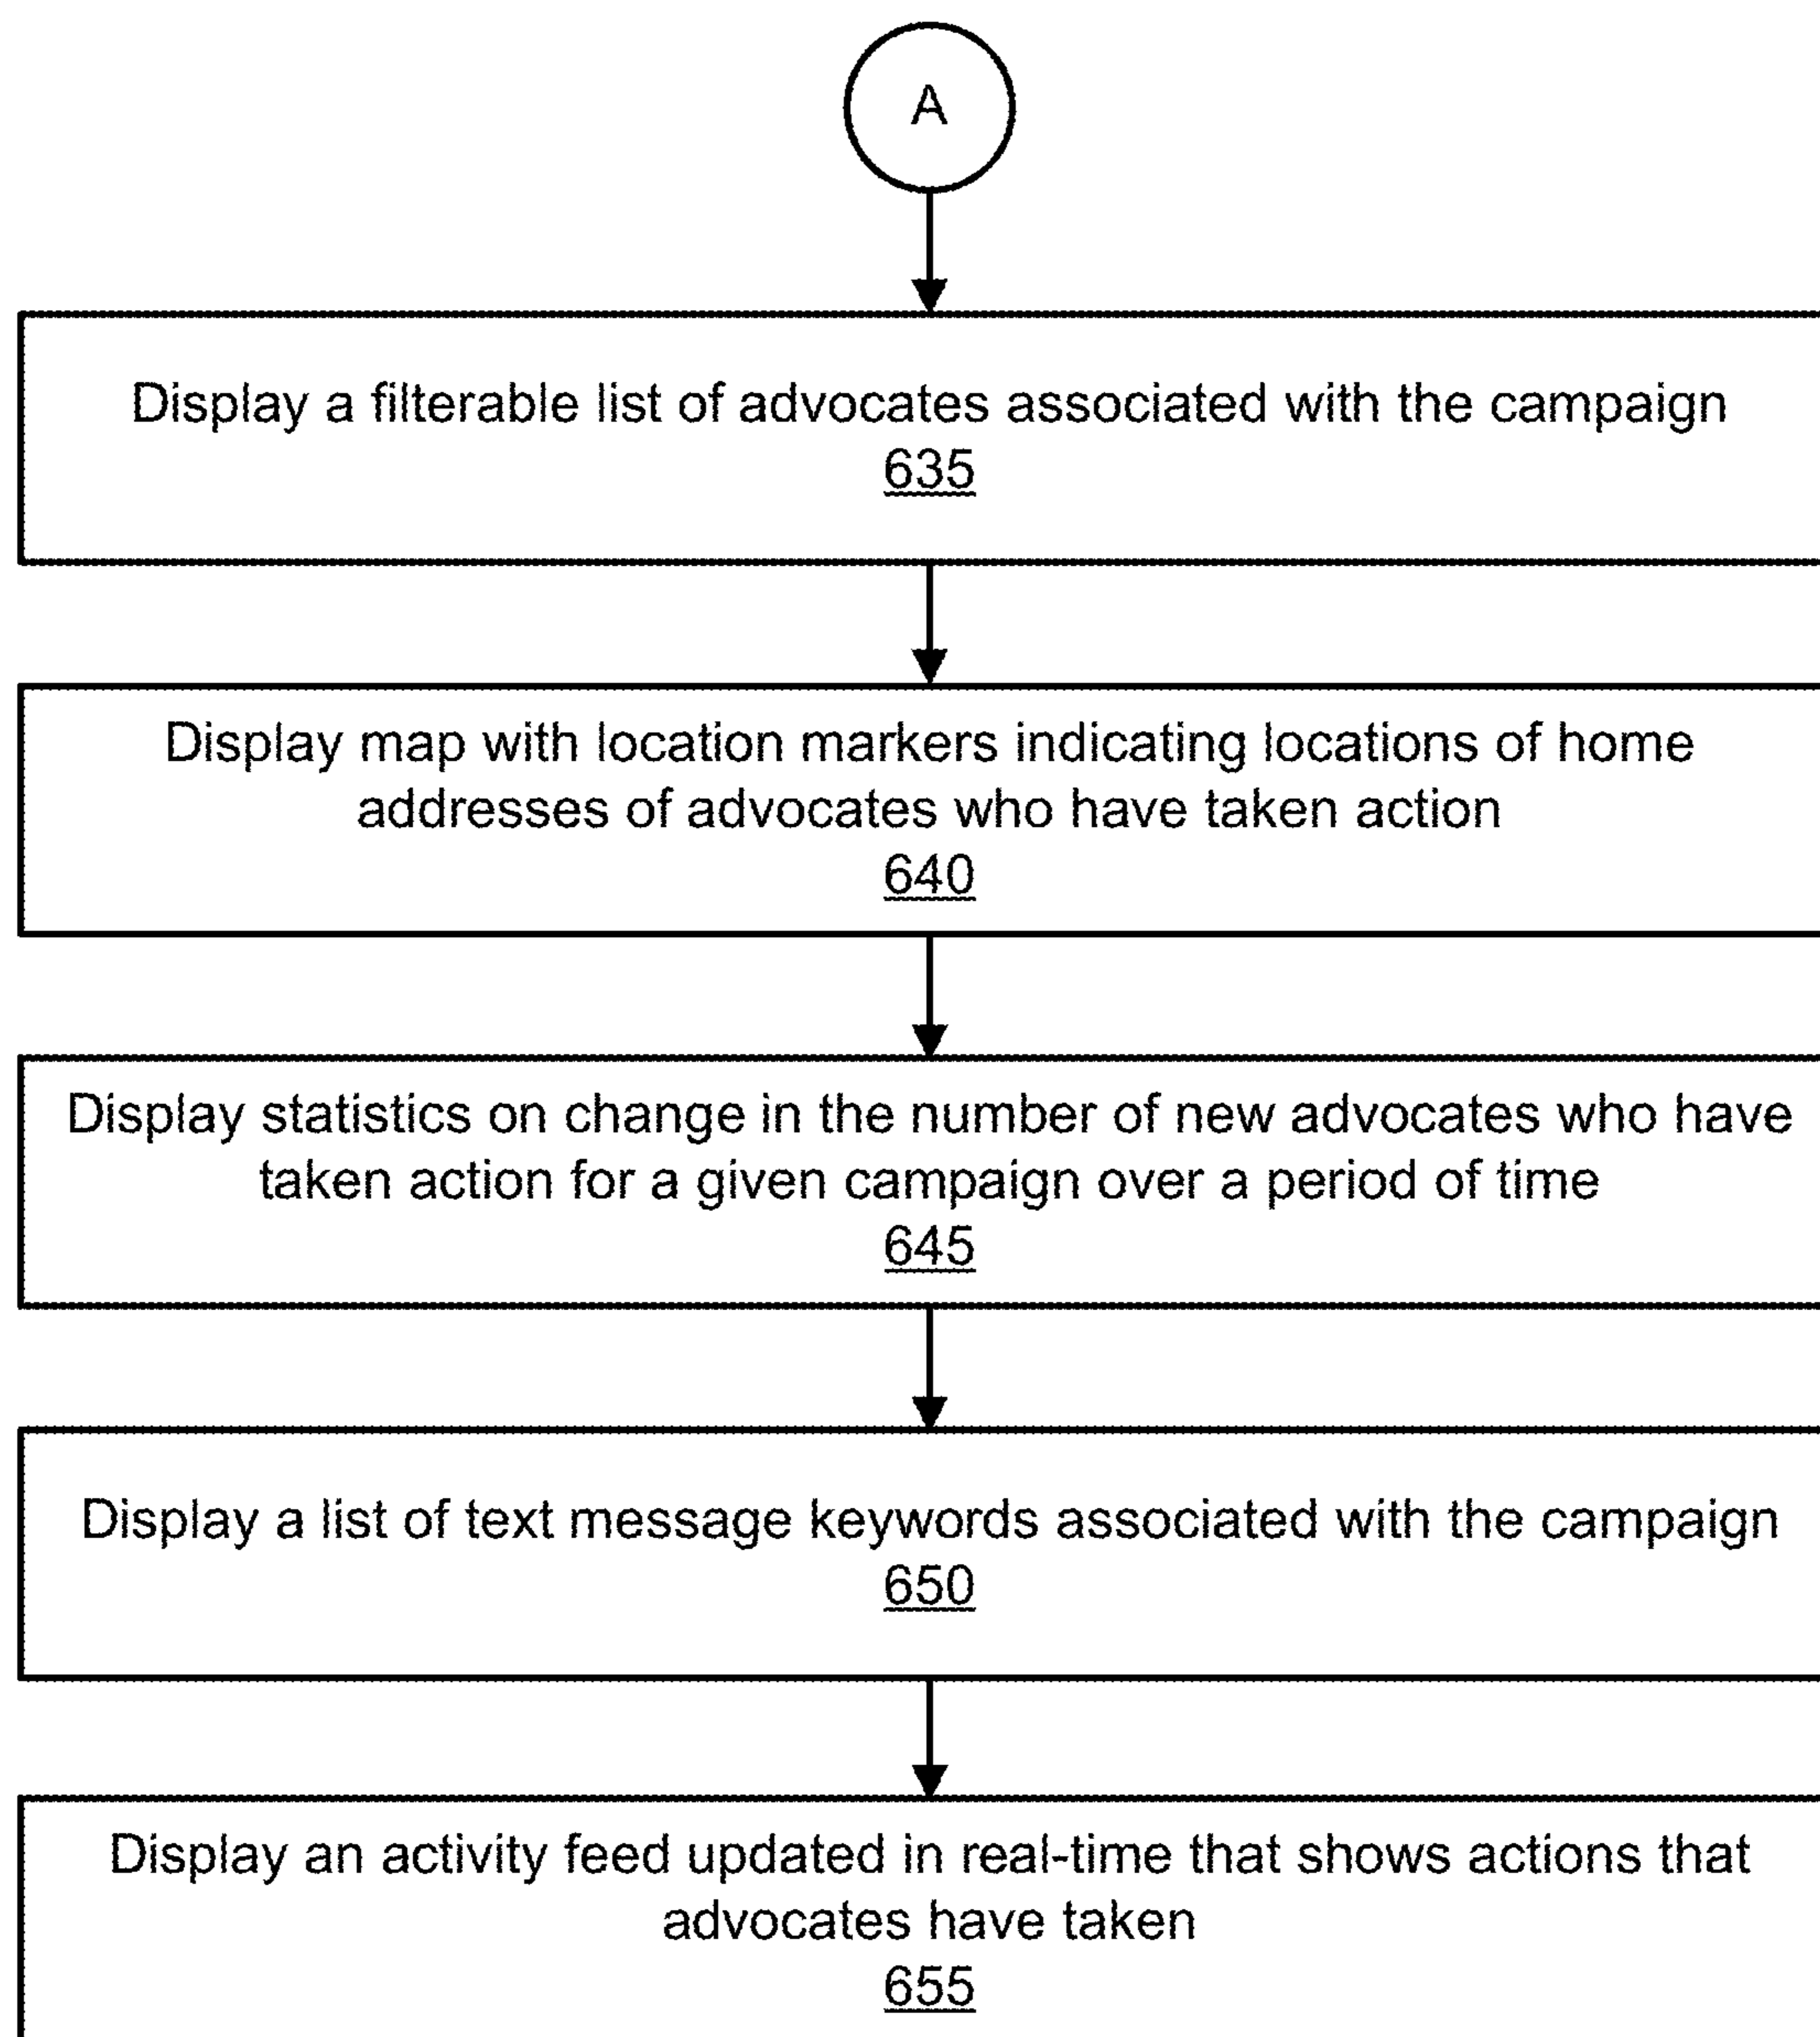 A
Display a filterable list of advocates associated with the campaign
635
Display map with location markers indicating locations of home
addresses of advocates who have taken action
640
Display statistics on change in the number of new advocates who have
taken action for a given campaign over a period of time
645
Display a list of text message keywords associated with the campaign
650
Display an activity feed updated in real-time that shows actions that
advocates have taken
655